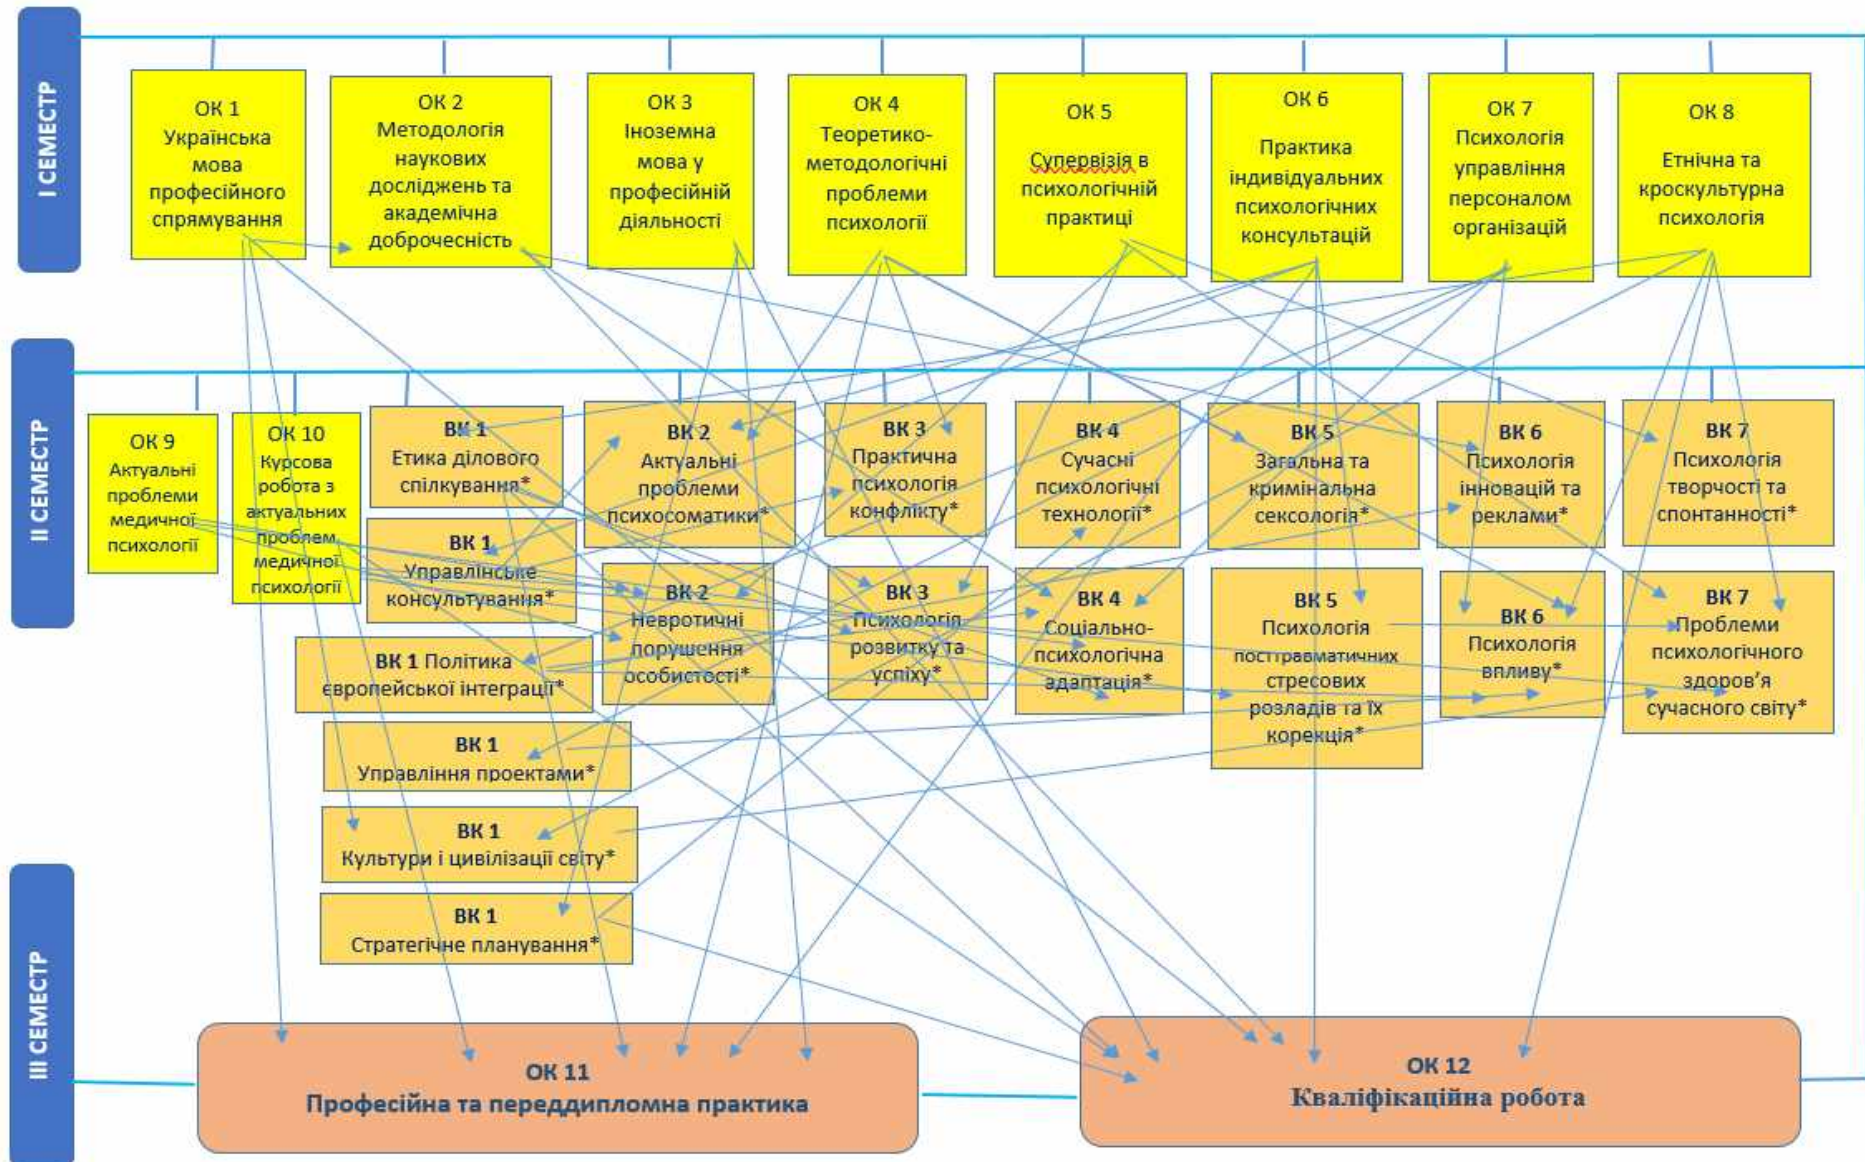 І СЕМЕСТР
ОК 1
Українська
мова
професійного
спрямування
ОК 2
Методологія
наукових
досліджень та
академічна
доброчесність
ОК 3
Іноземна
мова у
професійній
діяльності
ОК 4
Теоретико-
методологічні
проблеми
психології
ОК 5
Супервізія в
психологічній
практиці
ОК 6
Практика
індивідуальних
психологічних
консультацій
ОК 7
Психологія
управління
персоналом
організацій
ОК 8
Етнічна та
кроскультурна
психологія
ІІ СЕМЕСТР
ОК 9
Актуальні
проблеми
медичної
психології
ОК 10
Курсова
робота з
актуальних
проблем
медичної
психології
ВК 1
Етика ділового
спілкування*
ВК 2
Актуальні
проблеми
психосоматики*
ВК 3
Практична
психологія
конфлікту*
ВК 4
Сучасні
психологічні
технології*
ВК 5
Загальна та
кримінальна
сексологія*
ВК 6
Психологія
інновацій та
реклами*
ВК 7
Психологія
творчості та
спонтанності*
ВК 1
Управлінське
консультування*
ВК 2
Невротичні
порушення
особистості*
ВК 3
Психологія
розвитку та
успіху*
ВК 4
Соціально-
психологічна
адаптація*
ВК 5
Психологія
посттравматичних
стресових
розладів та їх
корекція*
ВК 6
Психологія
впливу*
ВК 7
Проблеми
психологічного
здоров’я
сучасного світу*
ВК 1 Політика
європейської інтеграції*
ВК 1
Управління проектами*
ВК 1
Культури і цивілізації світу*
ВК 1
Стратегічне планування*
ІІІ СЕМЕСТР
ОК 11
Професійна та переддипломна практика
ОК 12
Кваліфікаційна робота